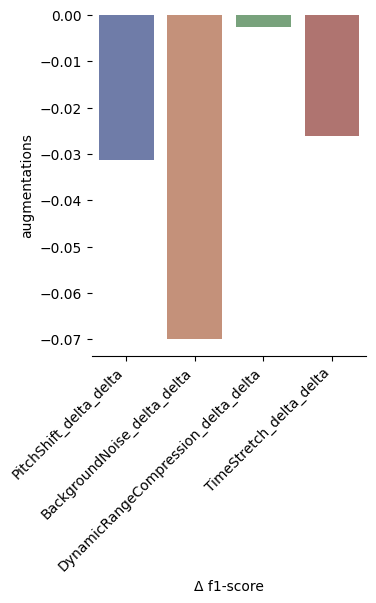 0.00
−0.01
−0.02
−0.03
−0.04
−0.05
−0.06
−0.07
augmentations
PitchShift_delta_delta
BackgroundNoise_delta_delta
DynamicRangeCompression_delta_delta
TimeStretch_delta_delta
Δ f1-score